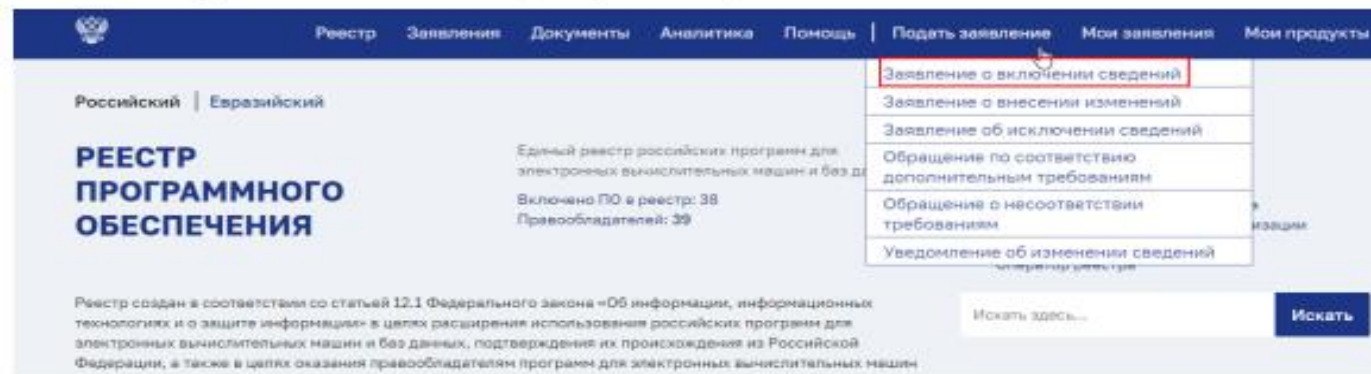 Реестр Заявления Документы Аналитика Помощь | Подать заявление Мои заявления Мои продукты
Заявление о включении сведений
Заявление о внесении изменений
Заявление об исключении сведений
Обращение по соответствию
дополнительным требованиям
Обращение о несоответствии
требованиям
Уведомление об изменении сведений
Российский | Евразийский
РЕЕСТР
ПРОГРАММНОГО
ОБЕСПЕЧЕНИЯ
Единый реестр российских программ для
электронных вычислительных машин и баз
Включено ПО в реестр: 38
Правообладателей: 39
Оператор реестра
Реестр создан в соответствии со статьей 12.1 Федерального закона «Об информации, информационных
технологиях и о защите информации» в целях расширения использования российских программ для
электронных вычислительных машин и баз данных, подтверждения их происхождения из Российской
Федерации, а также в целях оказания правообладателям программ для электронных вычислительных машин
Искать здесь...
Искать